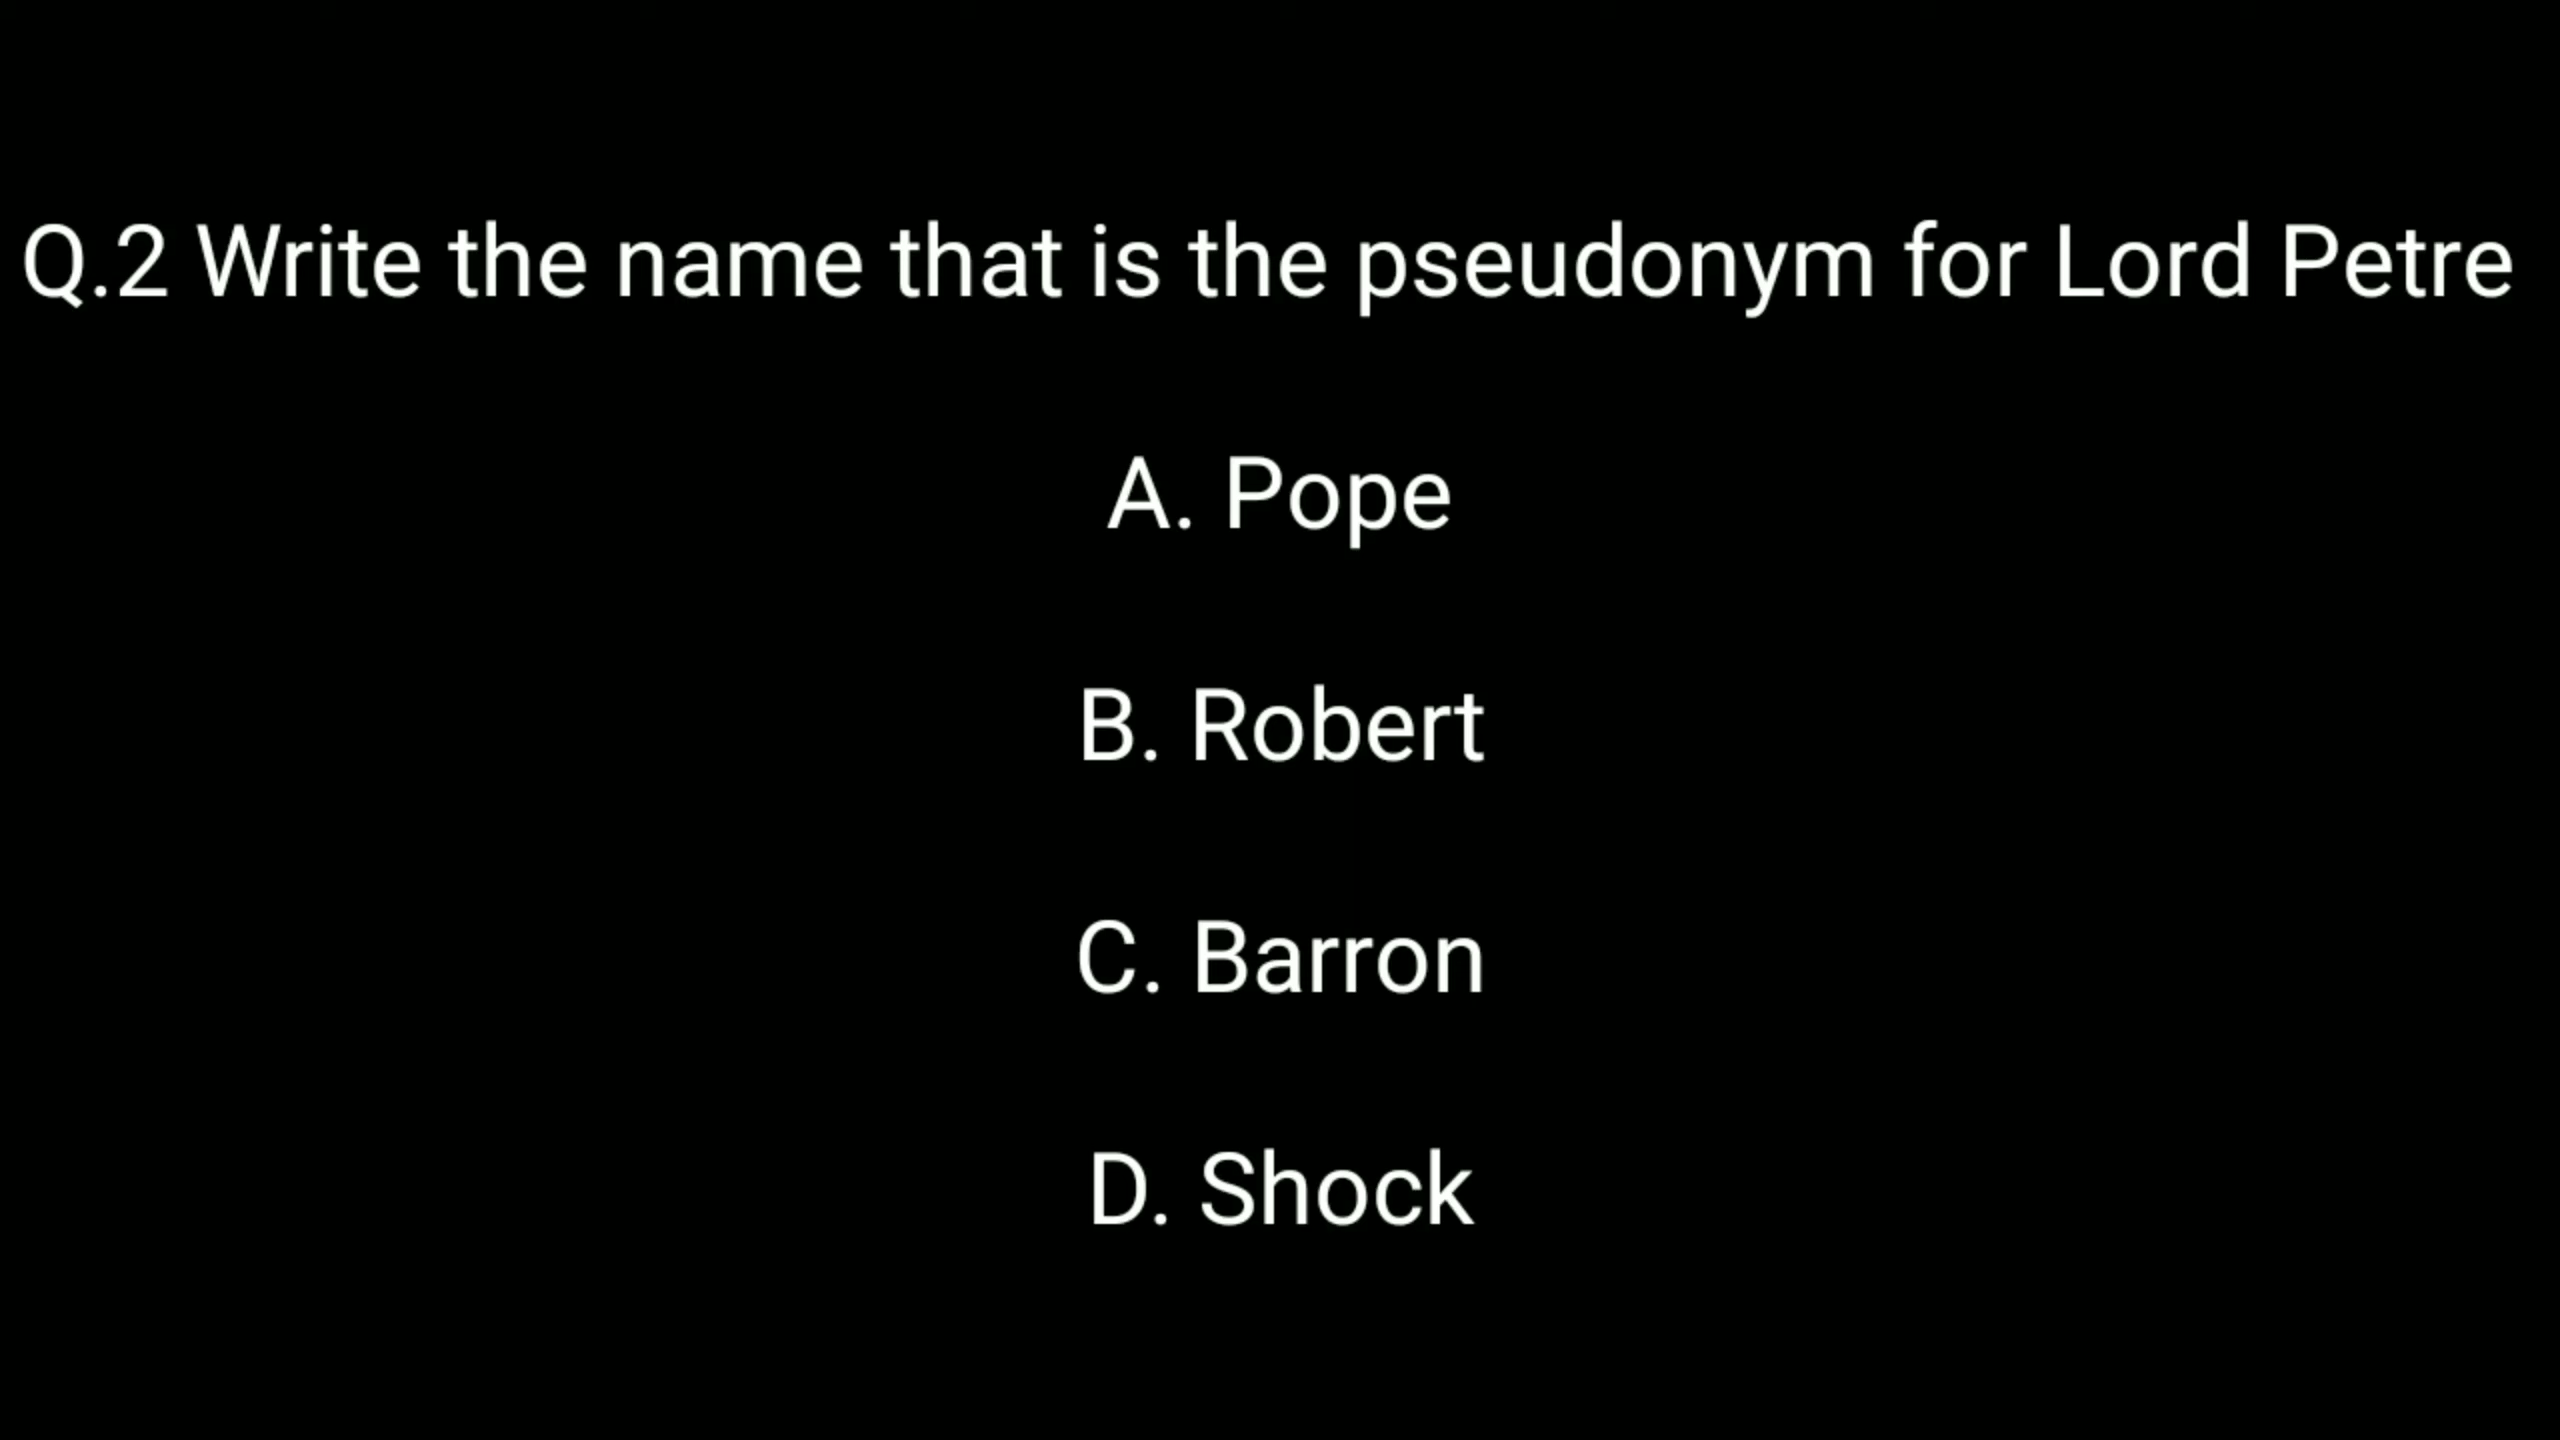 Q.2 Write the name that is the pseudonym for Lord Petre
A. Pope
B. Robert
C. Barron
D. Shock